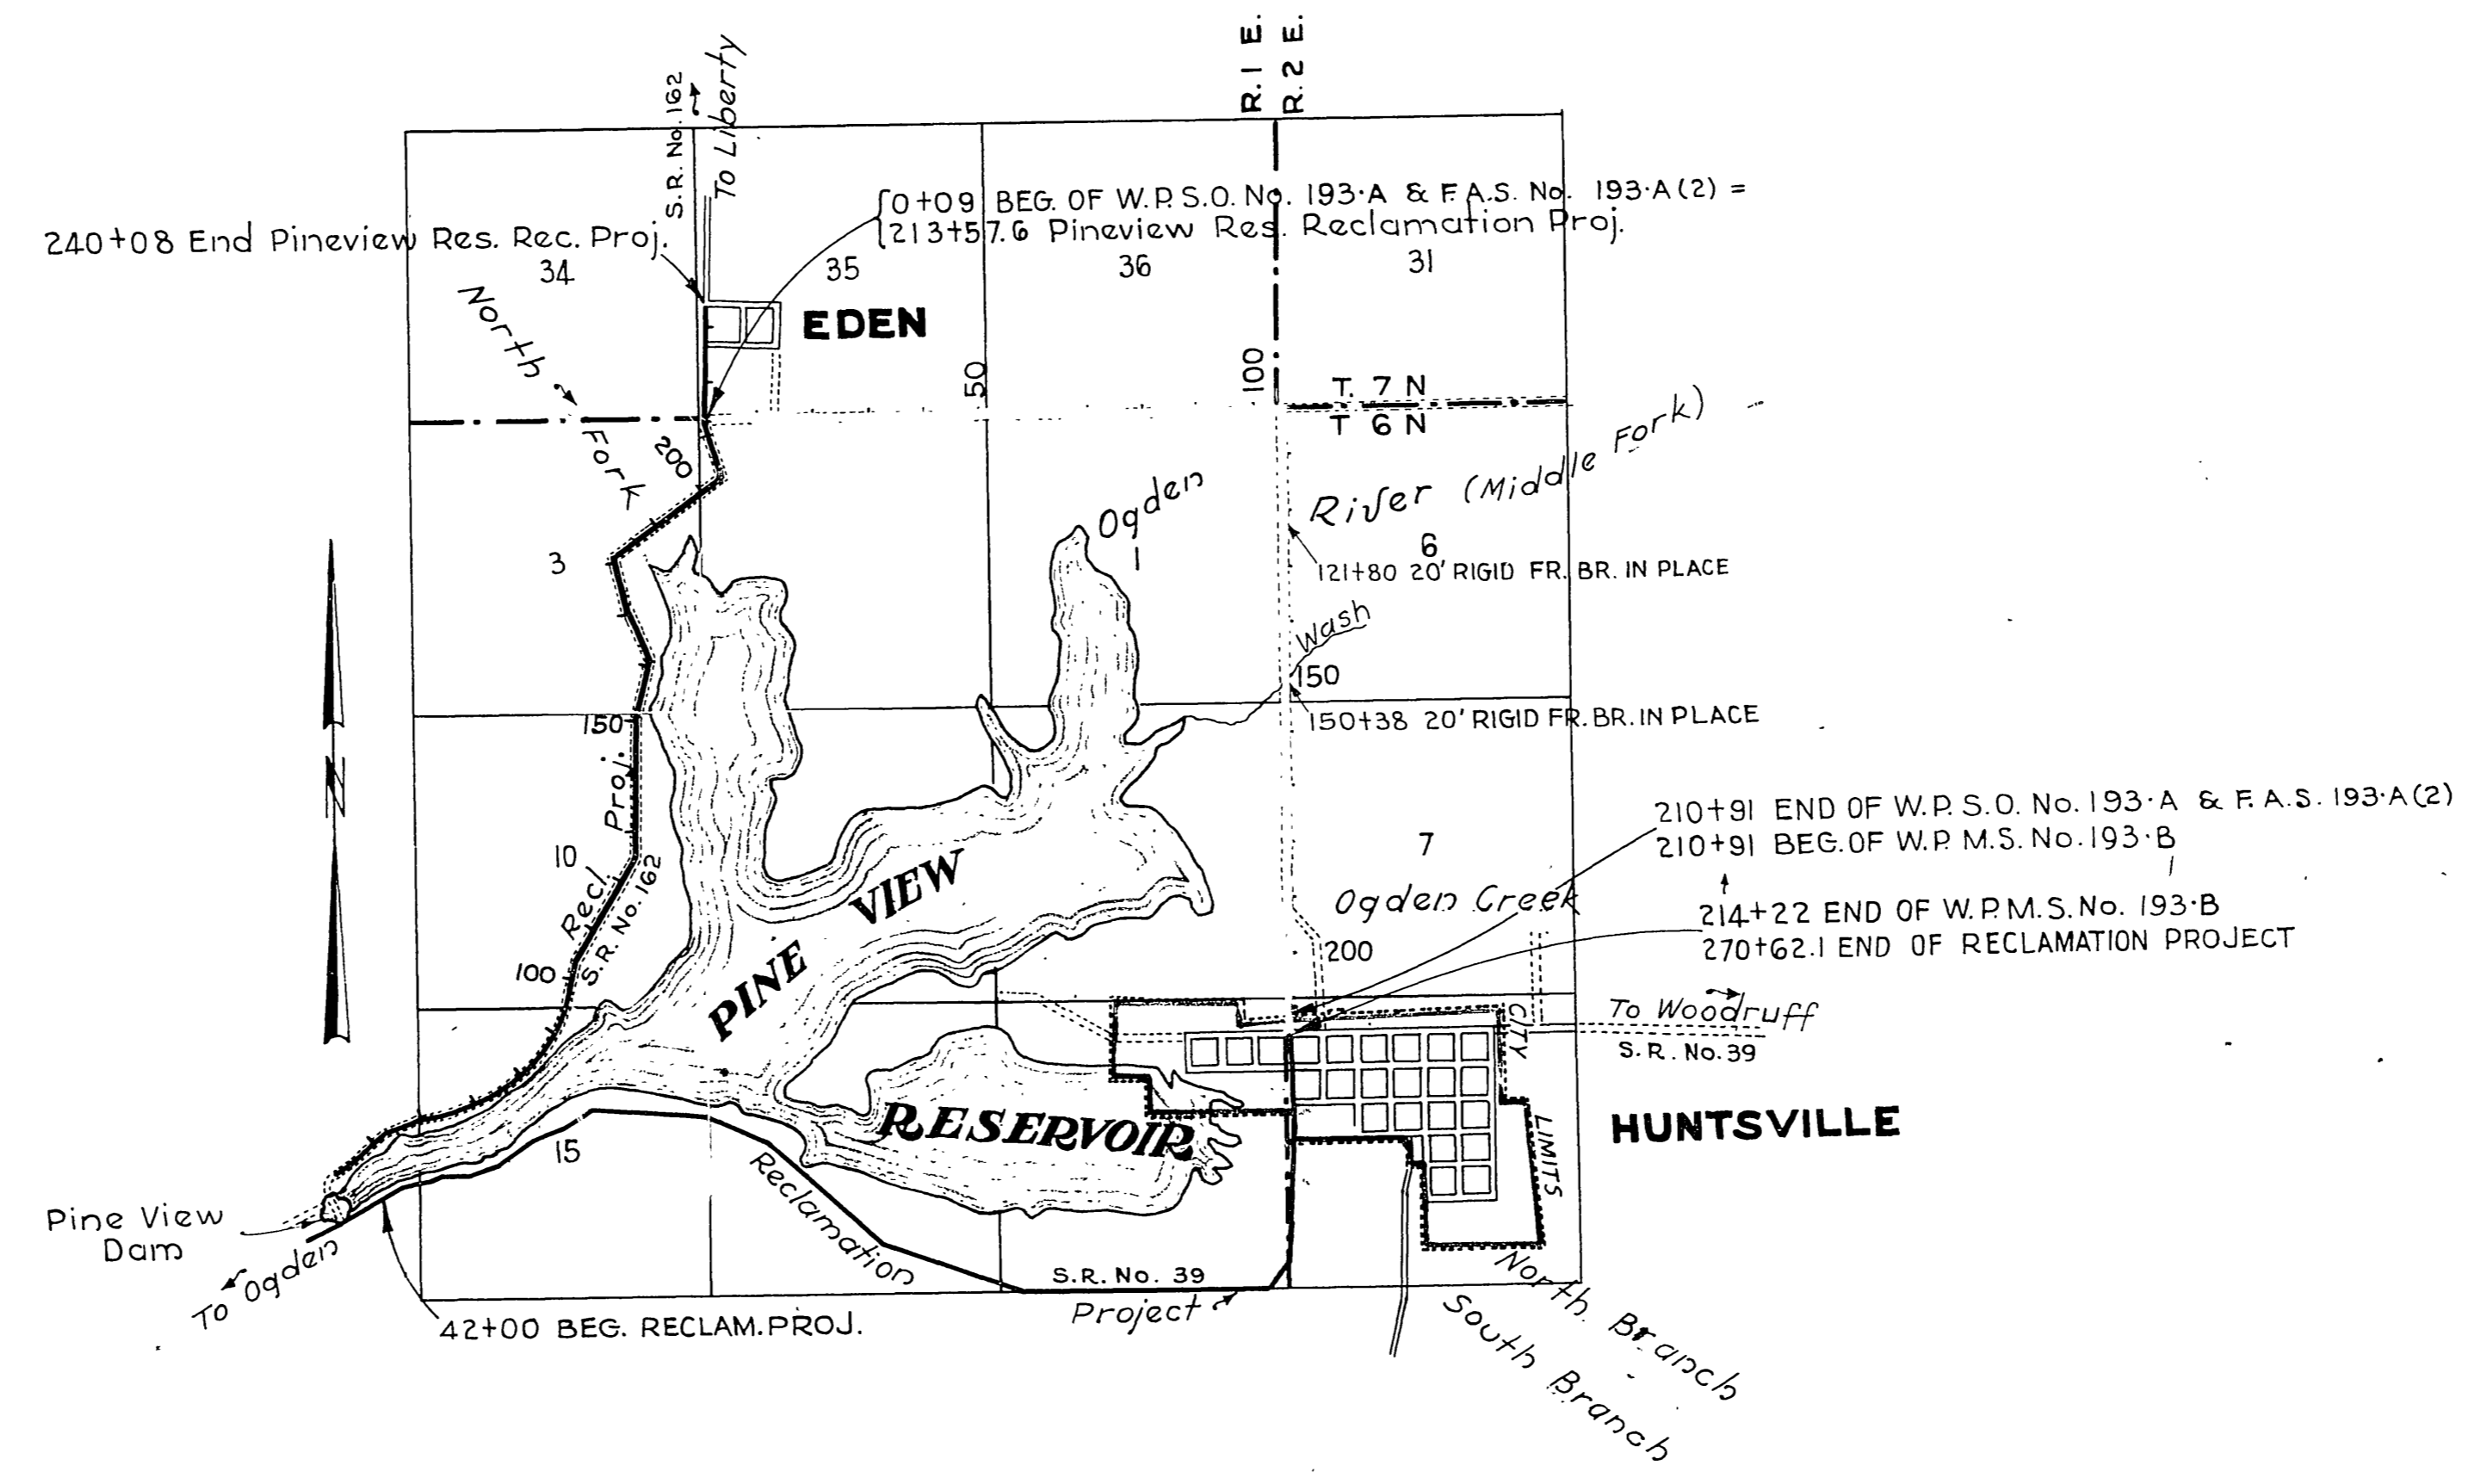 R. 1 E.
R. 2 E.
S.R. No. 162
To Liberty
0+09 BEG. OF W.P.S.O. No. 193·A & F.A.S. No. 193·A(2) =
213+57.6 Pineview Res. Reclamation Proj.
240+08 End Pineview Res. Rec. Proj.
34
35
36
31
North
Fork
EDEN
50
100
T. 7 N
T 6 N
200
3
Ogden
1
River (Middle Fork)
6
121+80 20' RIGID FR. BR. IN PLACE
Wash
150
150+38 20' RIGID FR. BR. IN PLACE
150
N
Recl. Proj.
10
S.R. No. 162
100
PINE VIEW
RESERVOIR
7
210+91 END OF W.P.S.O. No. 193·A & F.A.S. 193·A(2)
210+91 BEG. OF W.P.M.S. No. 193·B
Ogden Creek
214+22 END OF W.P.M.S. No. 193·B
270+62.1 END OF RECLAMATION PROJECT
200
To Woodruff
S.R. No. 39
CITY
LIMITS
HUNTSVILLE
15
Pine View
Dam
To Ogden
42+00 BEG. RECLAM. PROJ.
Reclamation
S.R. No. 39
Project
North Branch
South Branch